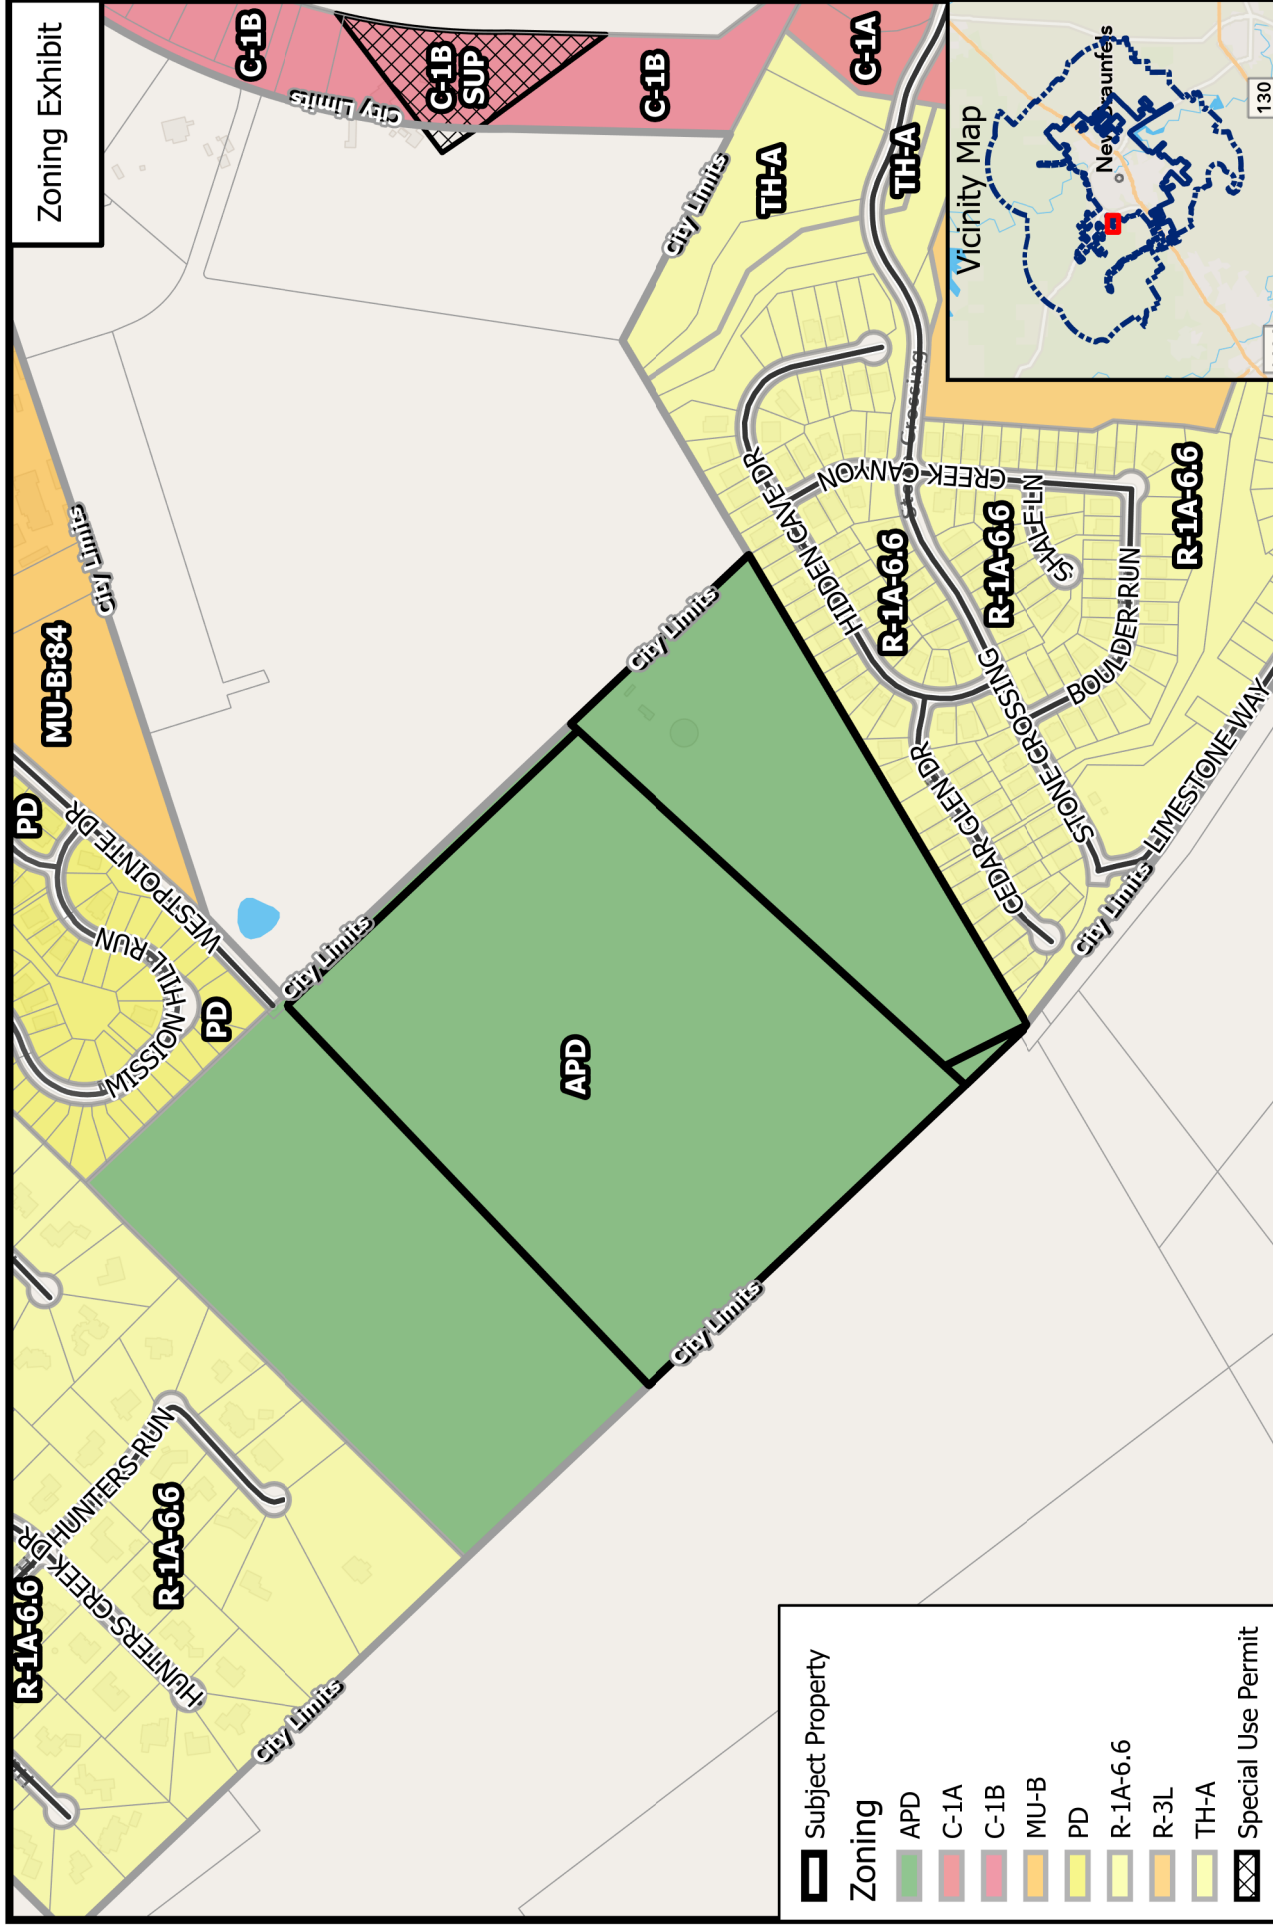 Zoning Exhibit
R-1A-6.6
HUNTERS CREEK DR
HUNTERS RUN
R-1A-6.6
City Limits
MISSION HILL RUN
PD
PD
WESTPOINTE DR
MU-Br84
City Limits
City Limits
C-1B
City Limits
C-1B
SUP
C-1B
C-1A
City Limits
TH-A
TH-A
APD
City Limits
City Limits
HIDDEN CAVE DR
CREEK CANYON
SHALE LN
R-1A-6.6
R-1A-6.6
R-1A-6.6
CEDAR GLEN DR
STONE CROSSING
BOULDER RUN
LIMESTONE WAY
City Limits
Vicinity Map
New Braunfels
130
Subject Property
Zoning
APD
C-1A
C-1B
MU-B
PD
R-1A-6.6
R-3L
TH-A
Special Use Permit